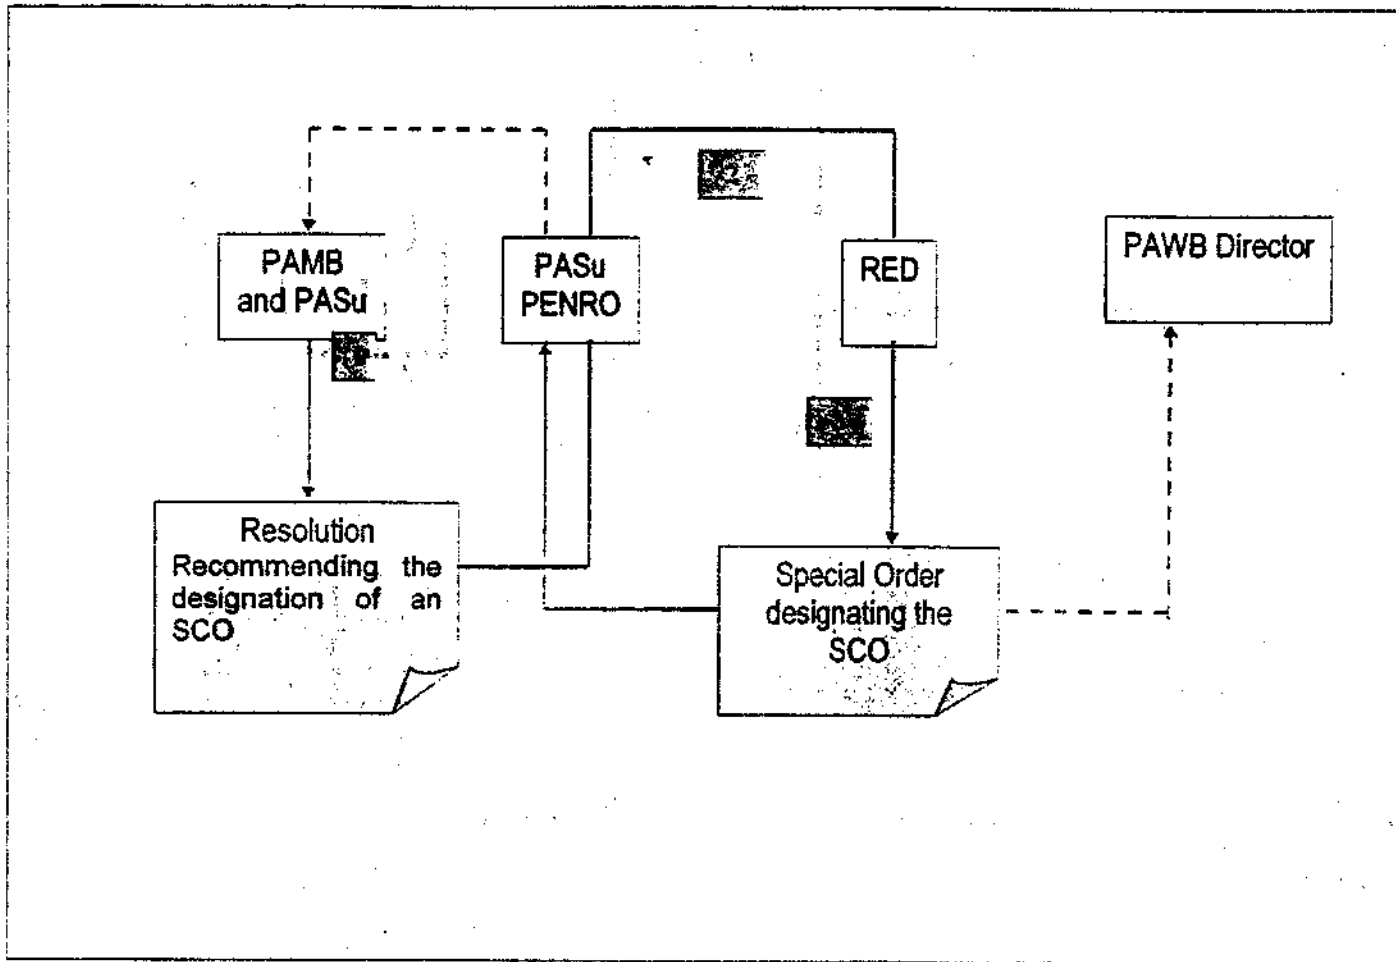 PAMB
and PASu
PASu
PENRO
RED
PAWB Director
Resolution
Recommending the
designation of an
SCO
Special Order
designating the
SCO